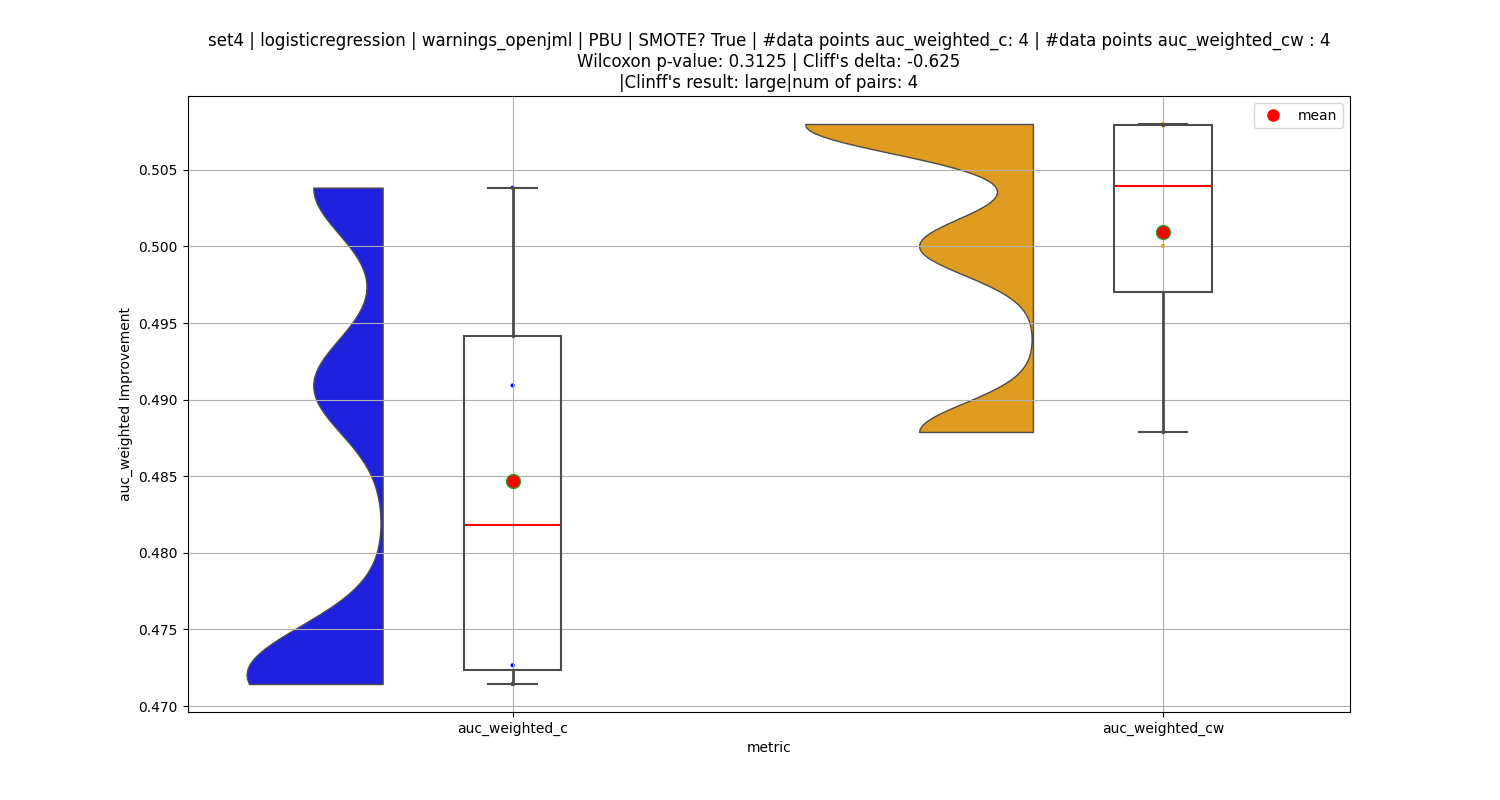 set4 | logisticregression | warnings_openjml | PBU | SMOTE? True | #data points auc_weighted_c: 4 | #data points auc_weighted_cw : 4
Wilcoxon p-value: 0.3125 | Cliff's delta: -0.625
|Clinff's result: large|num of pairs: 4
mean
0.505
0.500
0.495
0.490
0.485
0.480
0.475
0.470
auc_weighted Improvement
auc_weighted_c
auc_weighted_cw
metric